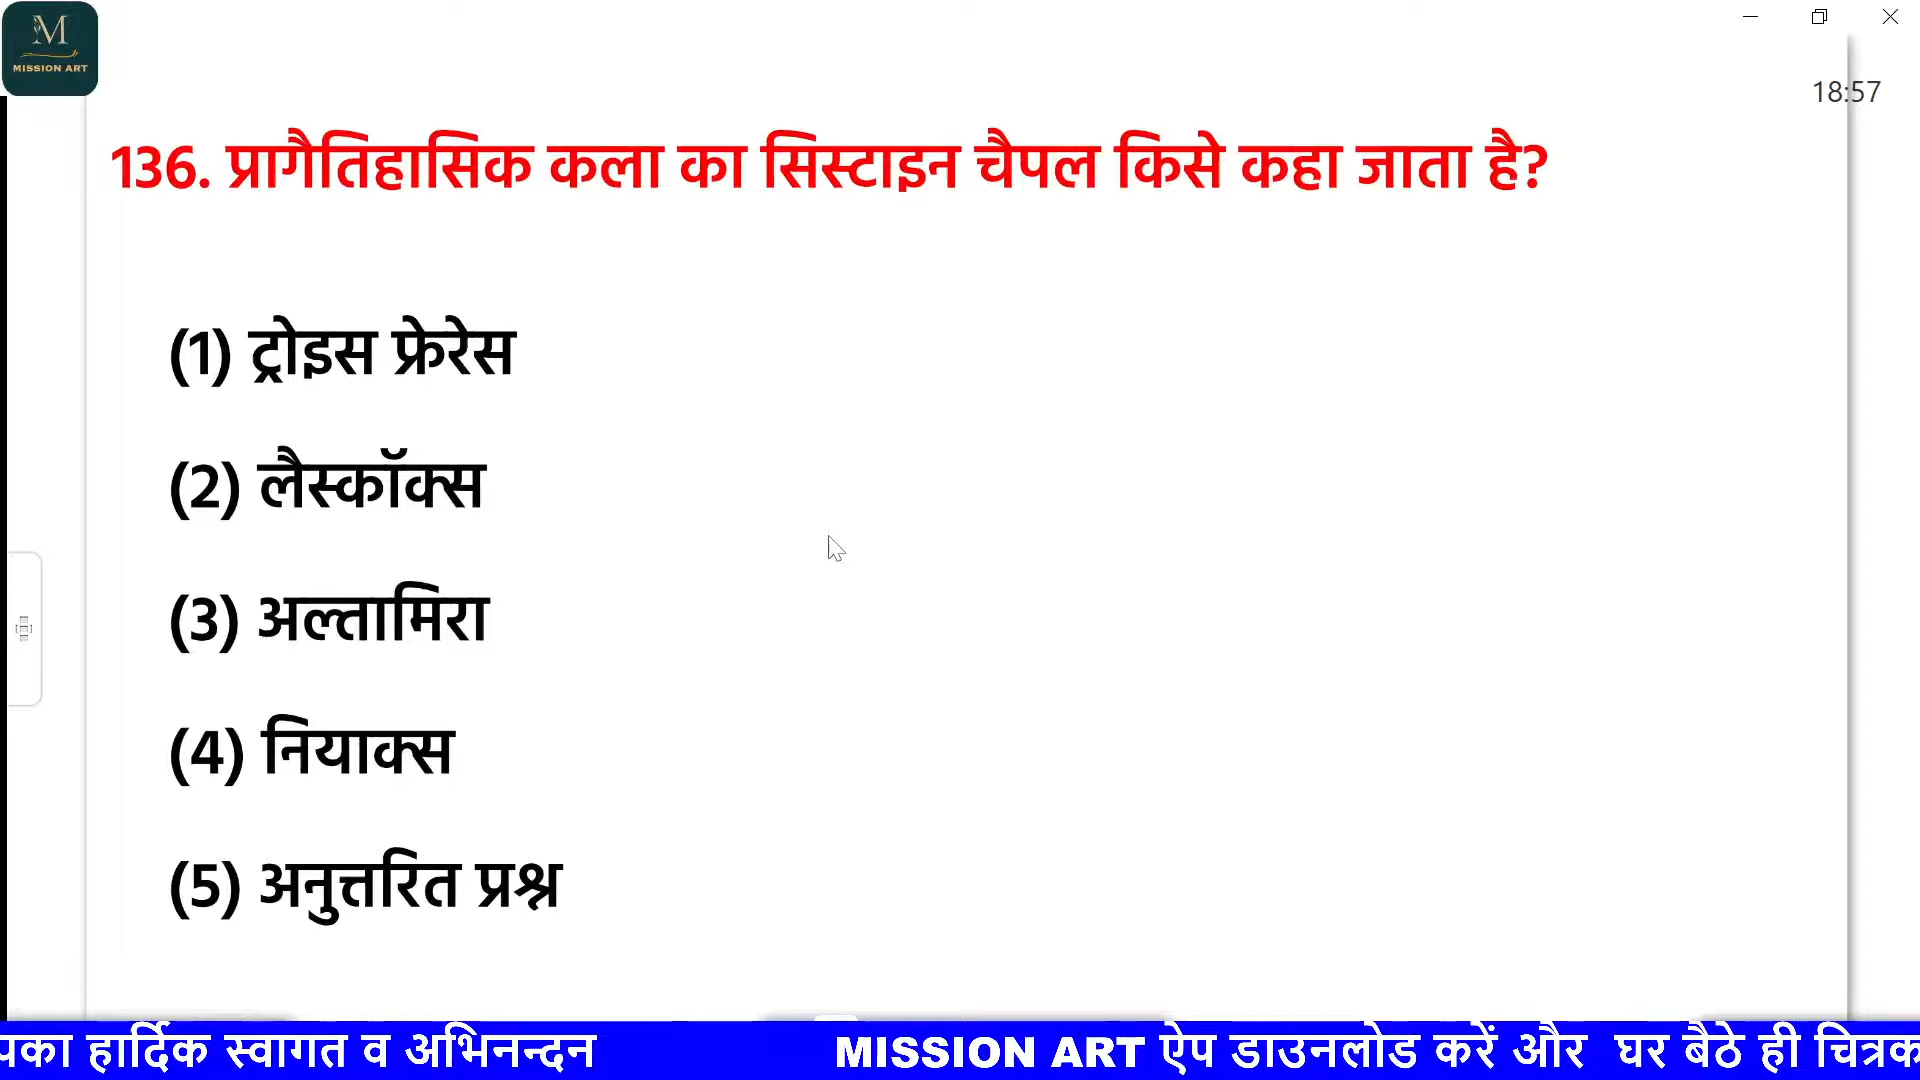 M
MISSION ART
18:57
136. प्रागैतिहासिक कला का सिस्टाइन चैपल किसे कहा जाता है?
(1) ट्रोइस फ्रेरेस
(2) लैस्कॉक्स
(3) अल्तामिरा
(4) नियाक्स
(5) अनुत्तरित प्रश्न
पका हार्दिक स्वागत व अभिनन्दन MISSION ART ऐप डाउनलोड करें और घर बैठे ही चित्रक